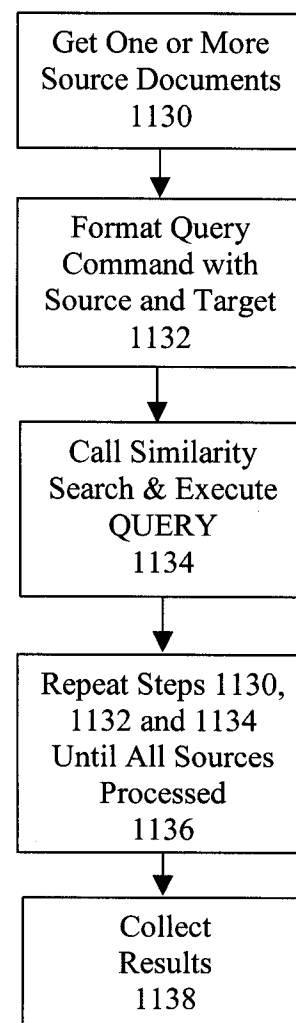 Get One or More
Source Documents
1130
Format Query
Command with
Source and Target
1132
Call Similarity
Search & Execute
QUERY
1134
Repeat Steps 1130,
1132 and 1134
Until All Sources
Processed
1136
Collect
Results
1138